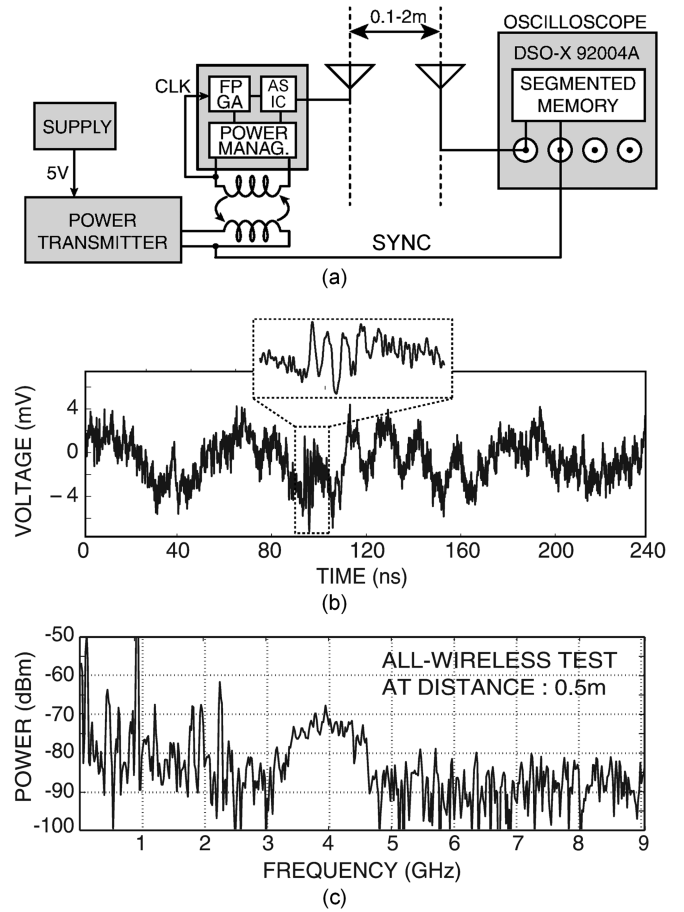 0.1-2m
OSCILLOSCOPE
DSO-X 92004A
SEGMENTED
MEMORY
CLK
FP
GA
AS
IC
POWER
MANAG.
SUPPLY
5V
POWER
TRANSMITTER
SYNC
(a)
VOLTAGE (mV)
4
0
−4
0 40 80 120 160 200 240
TIME (ns)
(b)
POWER (dBm)
-50
-60
-70
-80
-90
-100
ALL-WIRELESS TEST
AT DISTANCE : 0.5m
1 2 3 4 5 6 7 8 9
FREQUENCY (GHz)
(c)